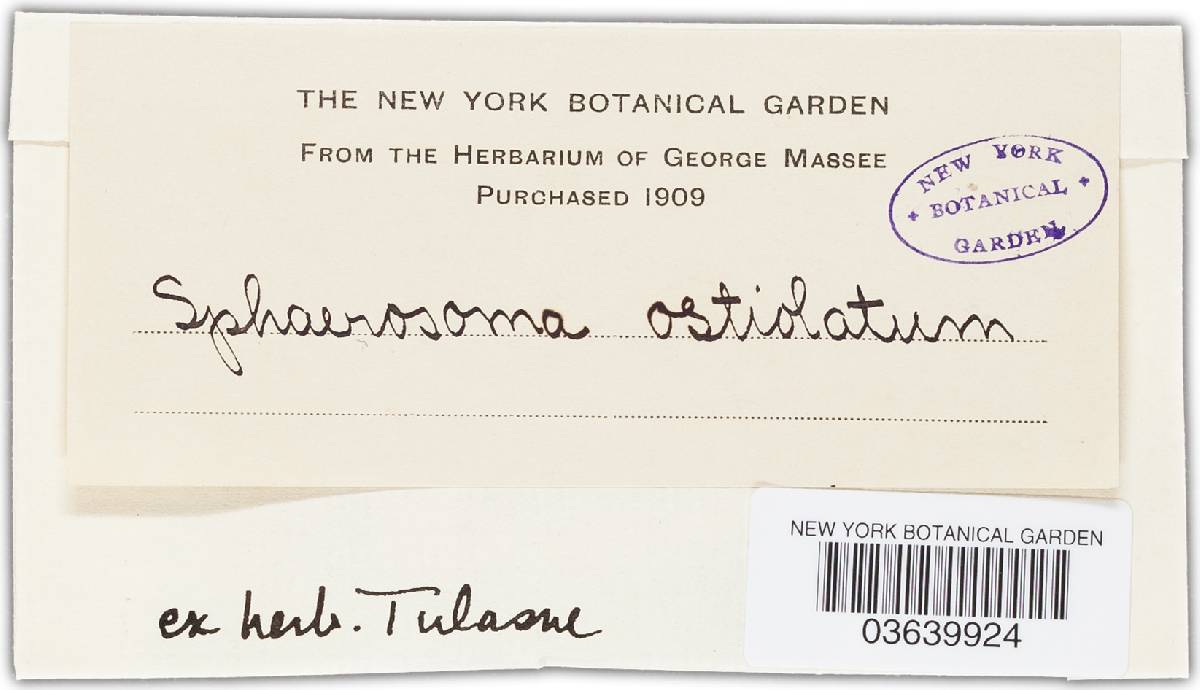 THE NEW YORK BOTANICAL GARDEN
FROM THE HERBARIUM OF GEORGE MASSEE
PURCHASED 1909
NEW YORK
BOTANICAL
GARDEN
Sphaerosoma ostiolatum
NEW YORK BOTANICAL GARDEN
03639924
ex herb. Tulasne